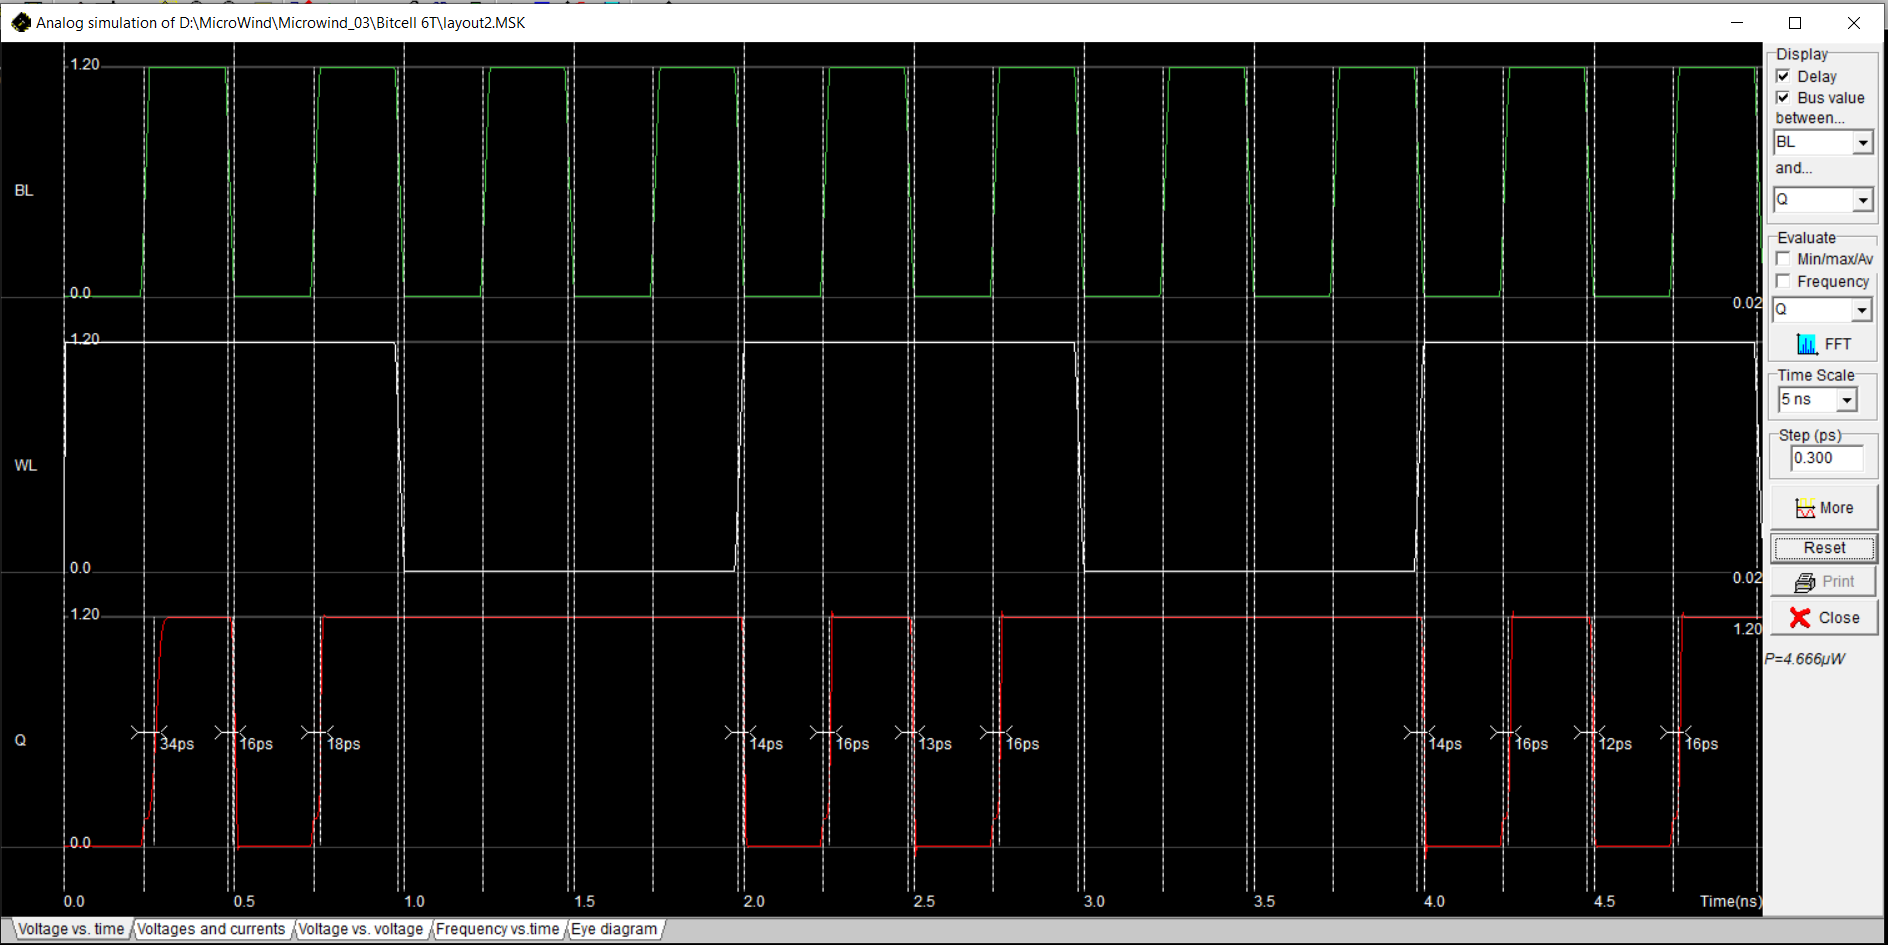 Analog simulation of D:\MicroWind\Microwind_03\Bitcell 6T\layout2.MSK
1.20
BL
0.0
0.02
1.20
WL
0.0
0.02
1.20
1.20
Q
34ps 16ps 18ps 14ps 16ps 13ps 16ps 14ps 16ps 12ps 16ps
0.0
0.0 0.5 1.0 1.5 2.0 2.5 3.0 3.5 4.0 4.5 Time(ns)
Display
Delay
Bus value
between...
BL
and...
Q
Evaluate
Min/max/Av
Frequency
Q
FFT
Time Scale
5 ns
Step (ps)
0.300
More
Reset
Print
Close
P=4.666µW
Voltage vs. time Voltages and currents Voltage vs. voltage Frequency vs.time Eye diagram